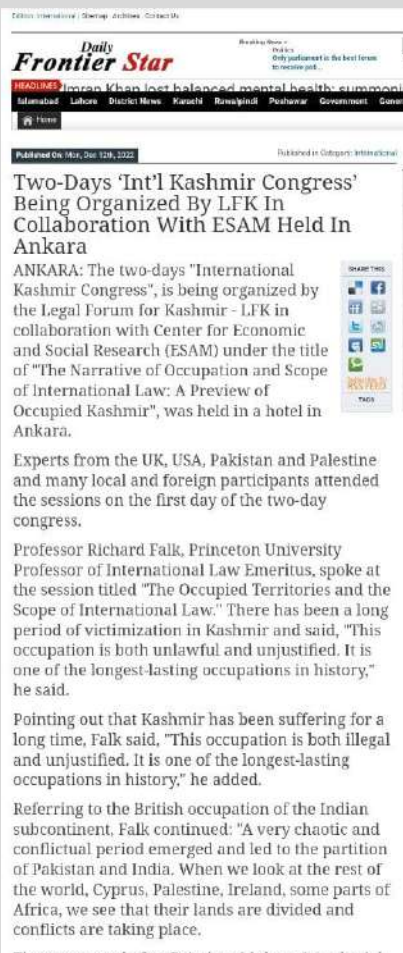 Edition: International | Sitemap Archives Contact Us
Daily
Frontier Star
Breaking News »
Politics
Only parliament is the best forum
to resolve poli...
HEADLINES Imran Khan lost balanced mental health: summoni
Islamabad Lahore District News Karachi Rawalpindi Peshawar Government Gener
Home
Published On: Mon, Dec 12th, 2022
Published in Category: International
Two-Days ‘Int’l Kashmir Congress’
Being Organized By LFK In
Collaboration With ESAM Held In
Ankara
SHARE THIS
TAGS
ANKARA: The two-days "International
Kashmir Congress", is being organized by
the Legal Forum for Kashmir - LFK in
collaboration with Center for Economic
and Social Research (ESAM) under the title
of "The Narrative of Occupation and Scope
of International Law: A Preview of
Occupied Kashmir", was held in a hotel in
Ankara.
Experts from the UK, USA, Pakistan and Palestine
and many local and foreign participants attended
the sessions on the first day of the two-day
congress.
Professor Richard Falk, Princeton University
Professor of International Law Emeritus, spoke at
the session titled "The Occupied Territories and the
Scope of International Law." There has been a long
period of victimization in Kashmir and said, "This
occupation is both unlawful and unjustified. It is
one of the longest-lasting occupations in history,"
he said.
Pointing out that Kashmir has been suffering for a
long time, Falk said, "This occupation is both illegal
and unjustified. It is one of the longest-lasting
occupations in history," he added.
Referring to the British occupation of the Indian
subcontinent, Falk continued: "A very chaotic and
conflictual period emerged and led to the partition
of Pakistan and India. When we look at the rest of
the world, Cyprus, Palestine, Ireland, some parts of
Africa, we see that their lands are divided and
conflicts are taking place.